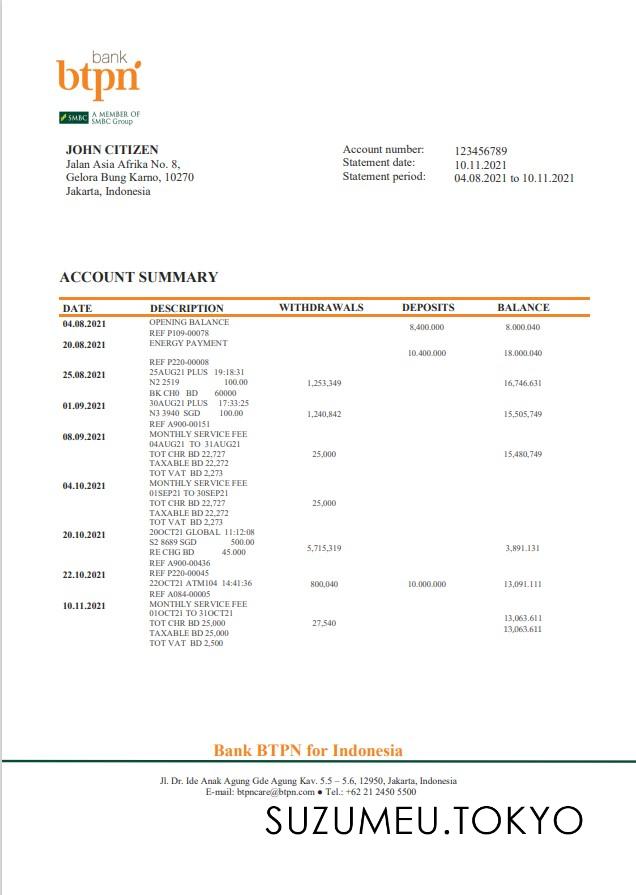 bank
btpn
SMBC A MEMBER OF
SMBC Group
JOHN CITIZEN
Jalan Asia Afrika No. 8,
Gelora Bung Karno, 10270
Jakarta, Indonesia
Account number: 123456789
Statement date: 10.11.2021
Statement period: 04.08.2021 to 10.11.2021
ACCOUNT SUMMARY
DATE DESCRIPTION WITHDRAWALS DEPOSITS BALANCE
04.08.2021 OPENING BALANCE 8,400.000 8.000.040
REF P109-00078
20.08.2021 ENERGY PAYMENT
10.400.000 18.000.040
REF P220-00008
25.08.2021 25AUG21 PLUS 19:18:31
N2 2519 100.00 1,253,349 16,746.631
BK CH0 BD 60000
01.09.2021 30AUG21 PLUS 17:33:25
N3 3940 SGD 100.00 1,240,842 15,505,749
REF A900-00151
08.09.2021 MONTHLY SERVICE FEE
04AUG21 TO 31AUG21
TOT CHR BD 22,727 25,000 15,480,749
TAXABLE BD 22,272
TOT VAT BD 2,273
04.10.2021 MONTHLY SERVICE FEE
01SEP21 TO 30SEP21
TOT CHR BD 22,727 25,000
TAXABLE BD 22,272
TOT VAT BD 2,273
20.10.2021 20OCT21 GLOBAL 11:12:08
S2 8689 SGD 500.00
RE CHG BD 45.000 5,715,319 3,891.131
REF A900-00436
22.10.2021 REF P220-00045
22OCT21 ATM104 14:41:36 800,040 10.000.000 13,091.111
REF A084-00005
10.11.2021 MONTHLY SERVICE FEE
01OCT21 TO 31OCT21 13,063.611
TOT CHR BD 25,000 27,540
TAXABLE BD 25,000 13,063.611
TOT VAT BD 2,500
Bank BTPN for Indonesia
Jl. Dr. Ide Anak Agung Gde Agung Kav. 5.5 – 5.6, 12950, Jakarta, Indonesia
E-mail: btpncare@btpn.com ● Tel.: +62 21 2450 5500
SUZUMEU.TOKYO